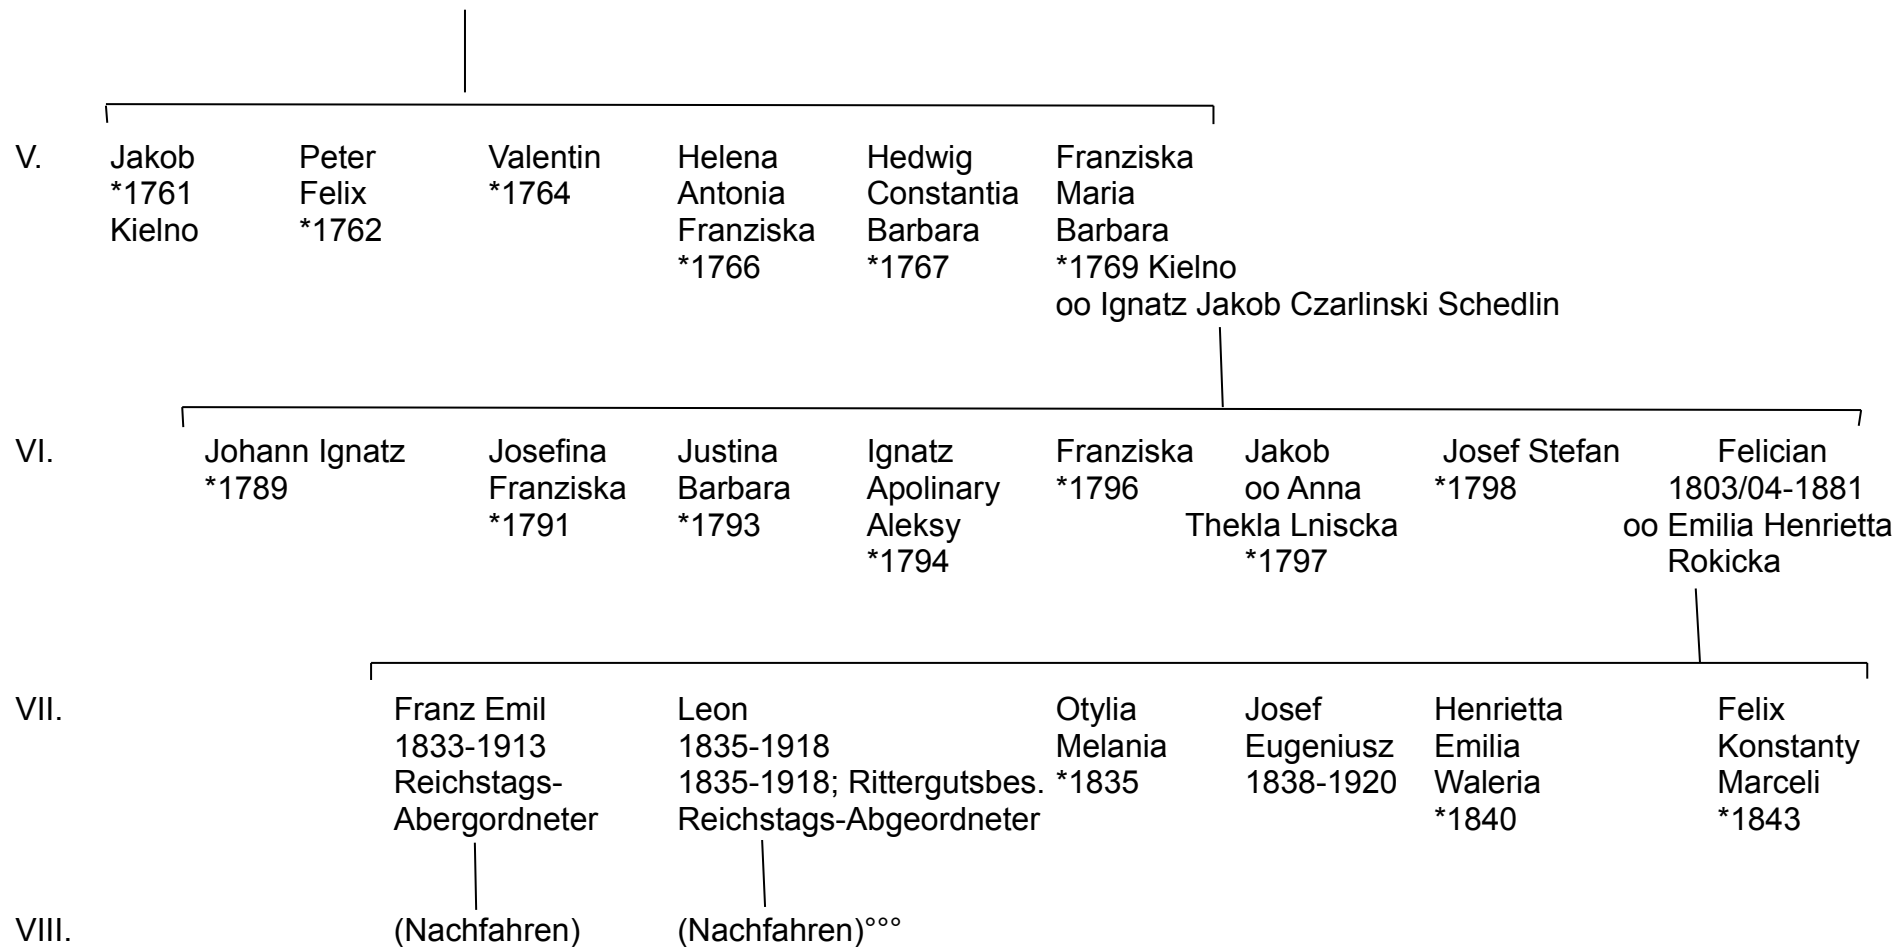 V.
Jakob
*1761
Kielno
Peter
Felix
*1762
Valentin
*1764
Helena
Antonia
Franziska
*1766
Hedwig
Constantia
Barbara
*1767
Franziska
Maria
Barbara
*1769 Kielno
oo Ignatz Jakob Czarlinski Schedlin
VI.
Johann Ignatz
*1789
Josefina
Franziska
*1791
Justina
Barbara
*1793
Ignatz
Apolinary
Aleksy
*1794
Franziska
*1796
Jakob
oo Anna
Thekla Lniscka
*1797
Josef Stefan
*1798
Felician
1803/04-1881
oo Emilia Henrietta
Rokicka
VII.
Franz Emil
1833-1913
Reichstags-
Abergordneter
Leon
1835-1918
1835-1918; Rittergutsbes.
Reichstags-Abgeordneter
Otylia
Melania
*1835
Josef
Eugeniusz
1838-1920
Henrietta
Emilia
Waleria
*1840
Felix
Konstanty
Marceli
*1843
VIII.
(Nachfahren)
(Nachfahren)°°°